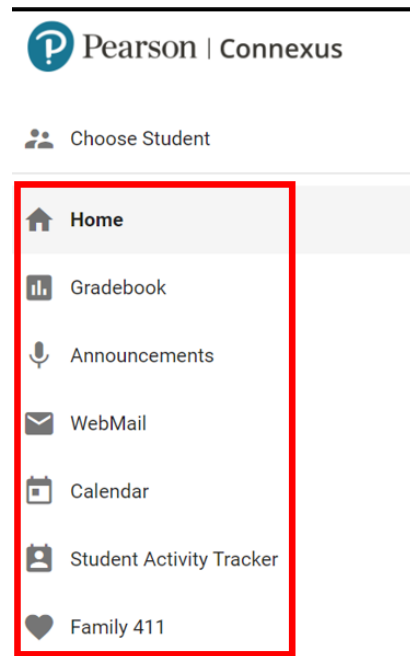 Pearson | Connexus
Choose Student
Home
Gradebook
Announcements
WebMail
Calendar
Student Activity Tracker
Family 411